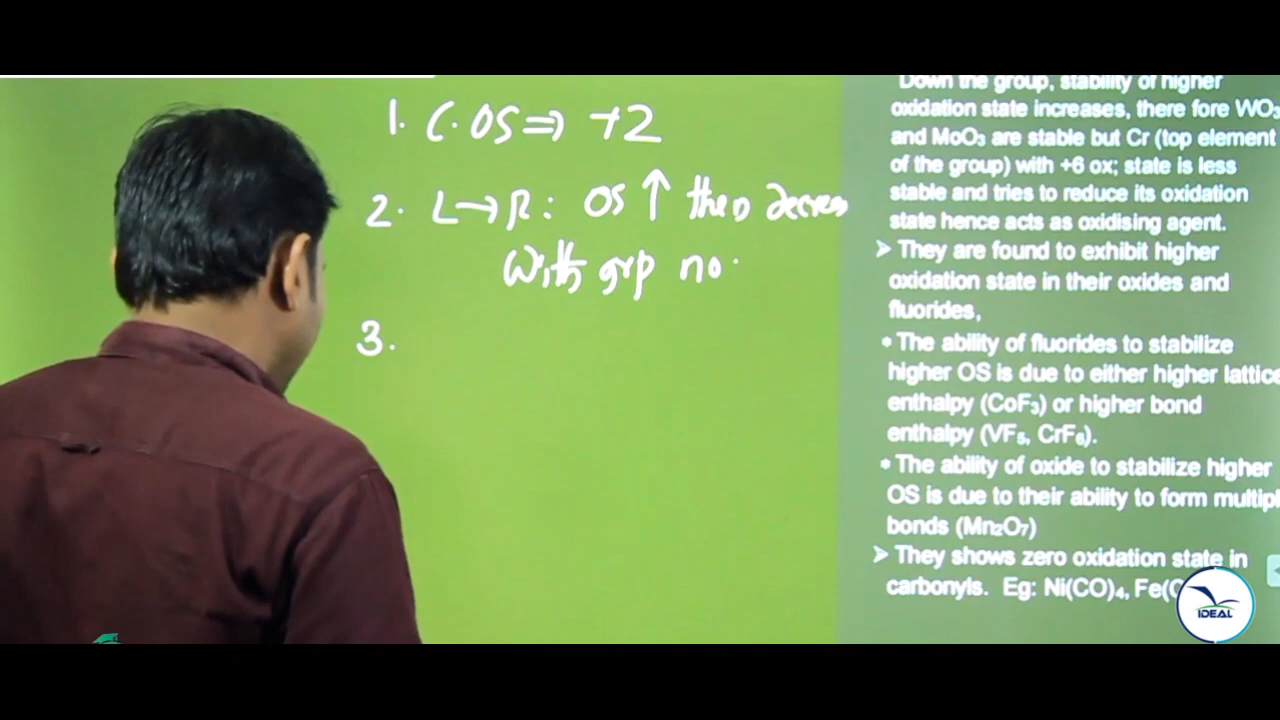 1. C.OS ⇒ +2
2. L→R: OS ↑ then decres
With grp no.
3.
Down the group, stability of higher
oxidation state increases, there fore WO₃
and MoO₃ are stable but Cr (top element
of the group) with +6 ox; state is less
stable and tries to reduce its oxidation
state hence acts as oxidising agent.
➤ They are found to exhibit higher
oxidation state in their oxides and
fluorides,
• The ability of fluorides to stabilize
higher OS is due to either higher lattice
enthalpy (CoF₃) or higher bond
enthalpy (VF₅, CrF₆).
• The ability of oxide to stabilize higher
OS is due to their ability to form multipl
bonds (Mn₂O₇)
➤ They shows zero oxidation state in
carbonyls. Eg: Ni(CO)₄, Fe(C
IDEAL